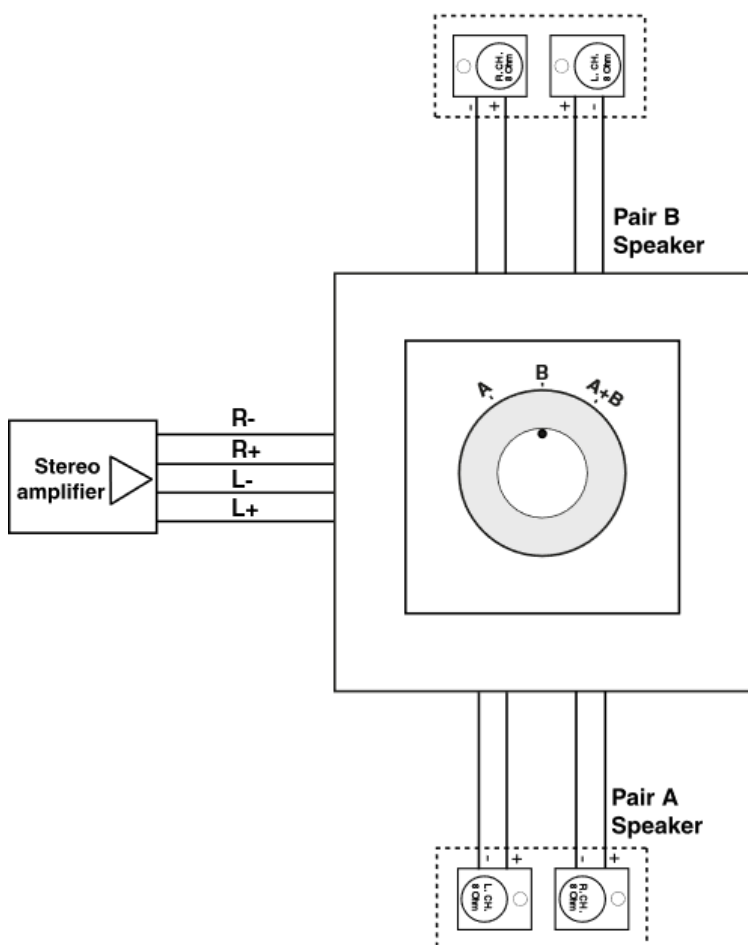 R.CH.
8 Ohm
L. CH.
8 Ohm
- +
+ -
Pair B
Speaker
A
B
A+B
R-
R+
L-
L+
Stereo
amplifier
Pair A
Speaker
- +
- +
L. CH.
8 Ohm
R.CH.
8 Ohm